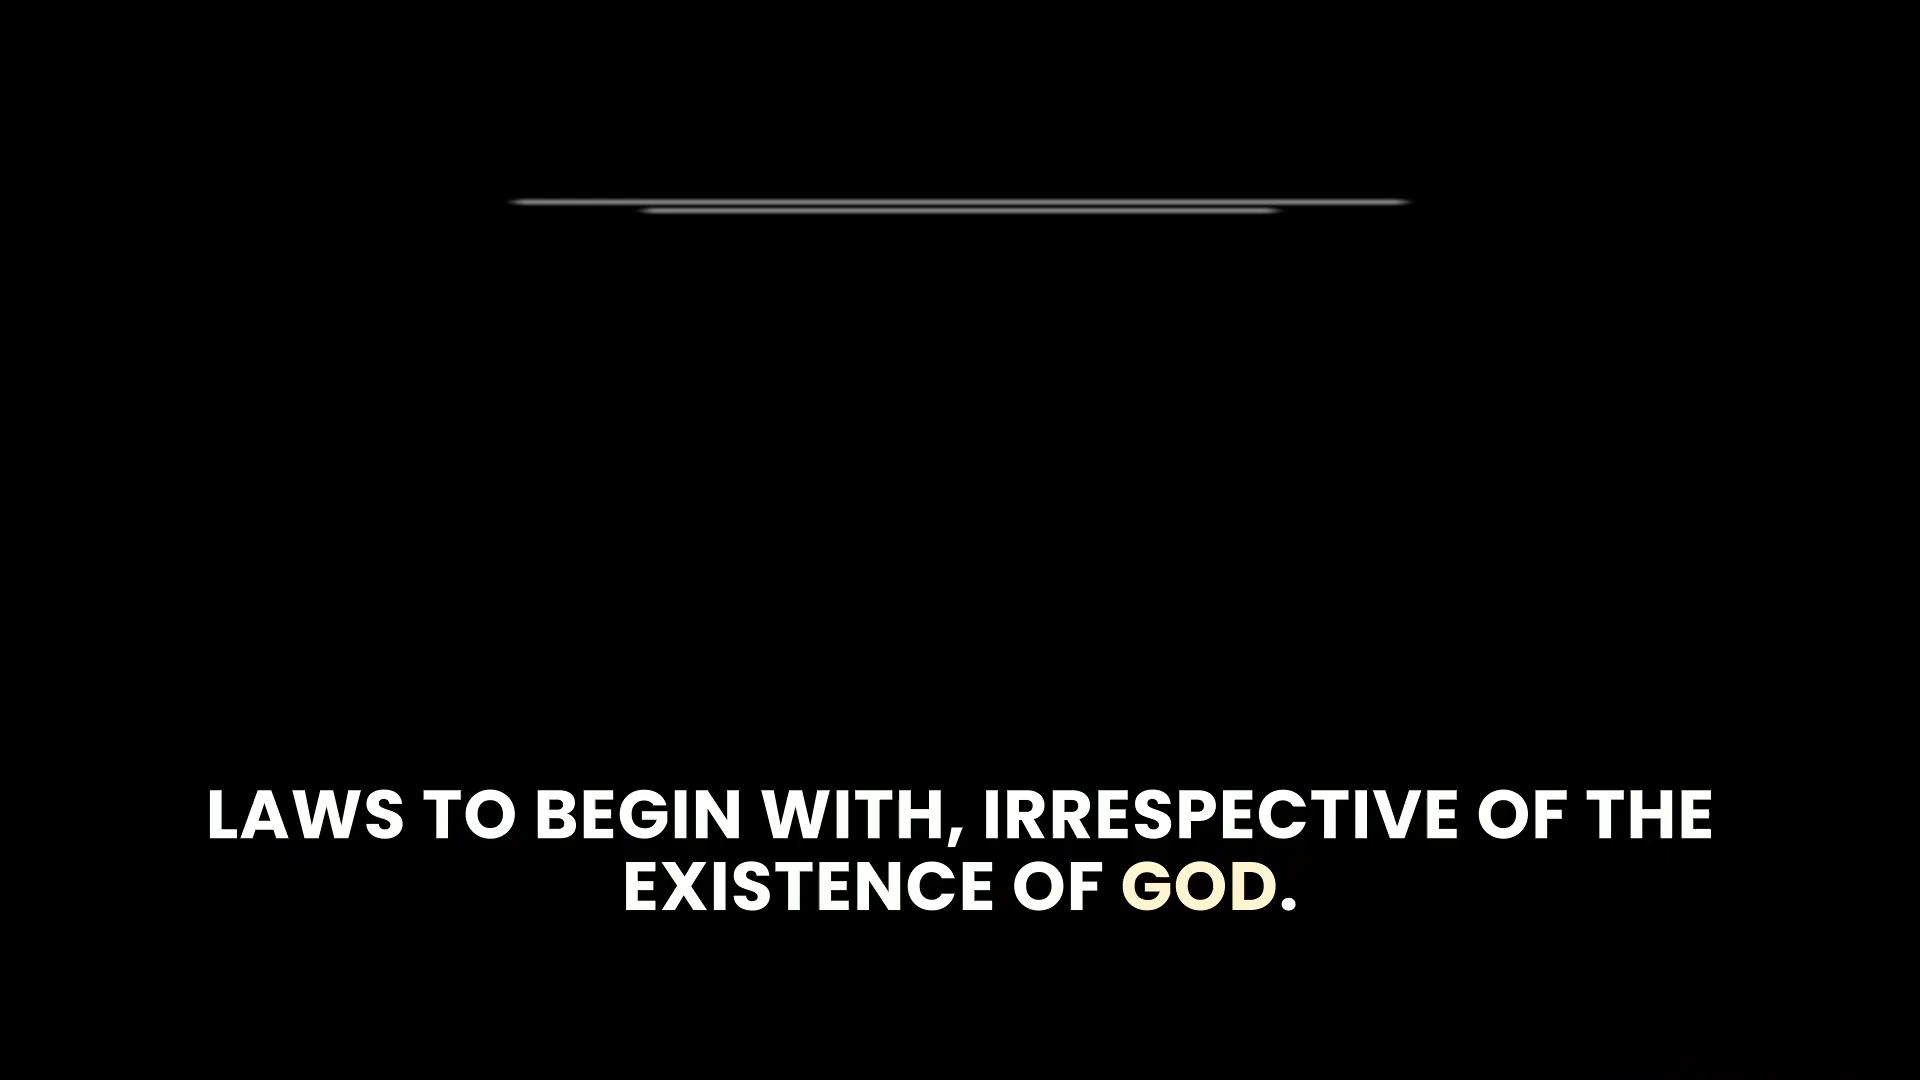 LAWS TO BEGIN WITH, IRRESPECTIVE OF THE
EXISTENCE OF GOD.